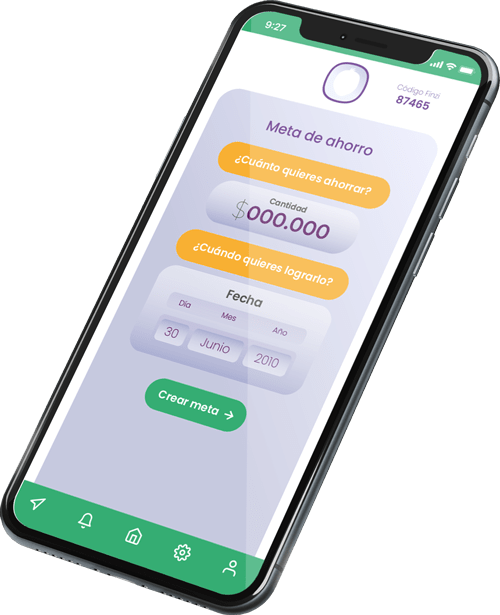 9:27
Código Finzi
87465
Meta de ahorro
¿Cuánto quieres ahorrar?
Cantidad
$000.000
¿Cuándo quieres lograrlo?
Fecha
Dia Mes Año
30 Junio 2010
Crear meta →